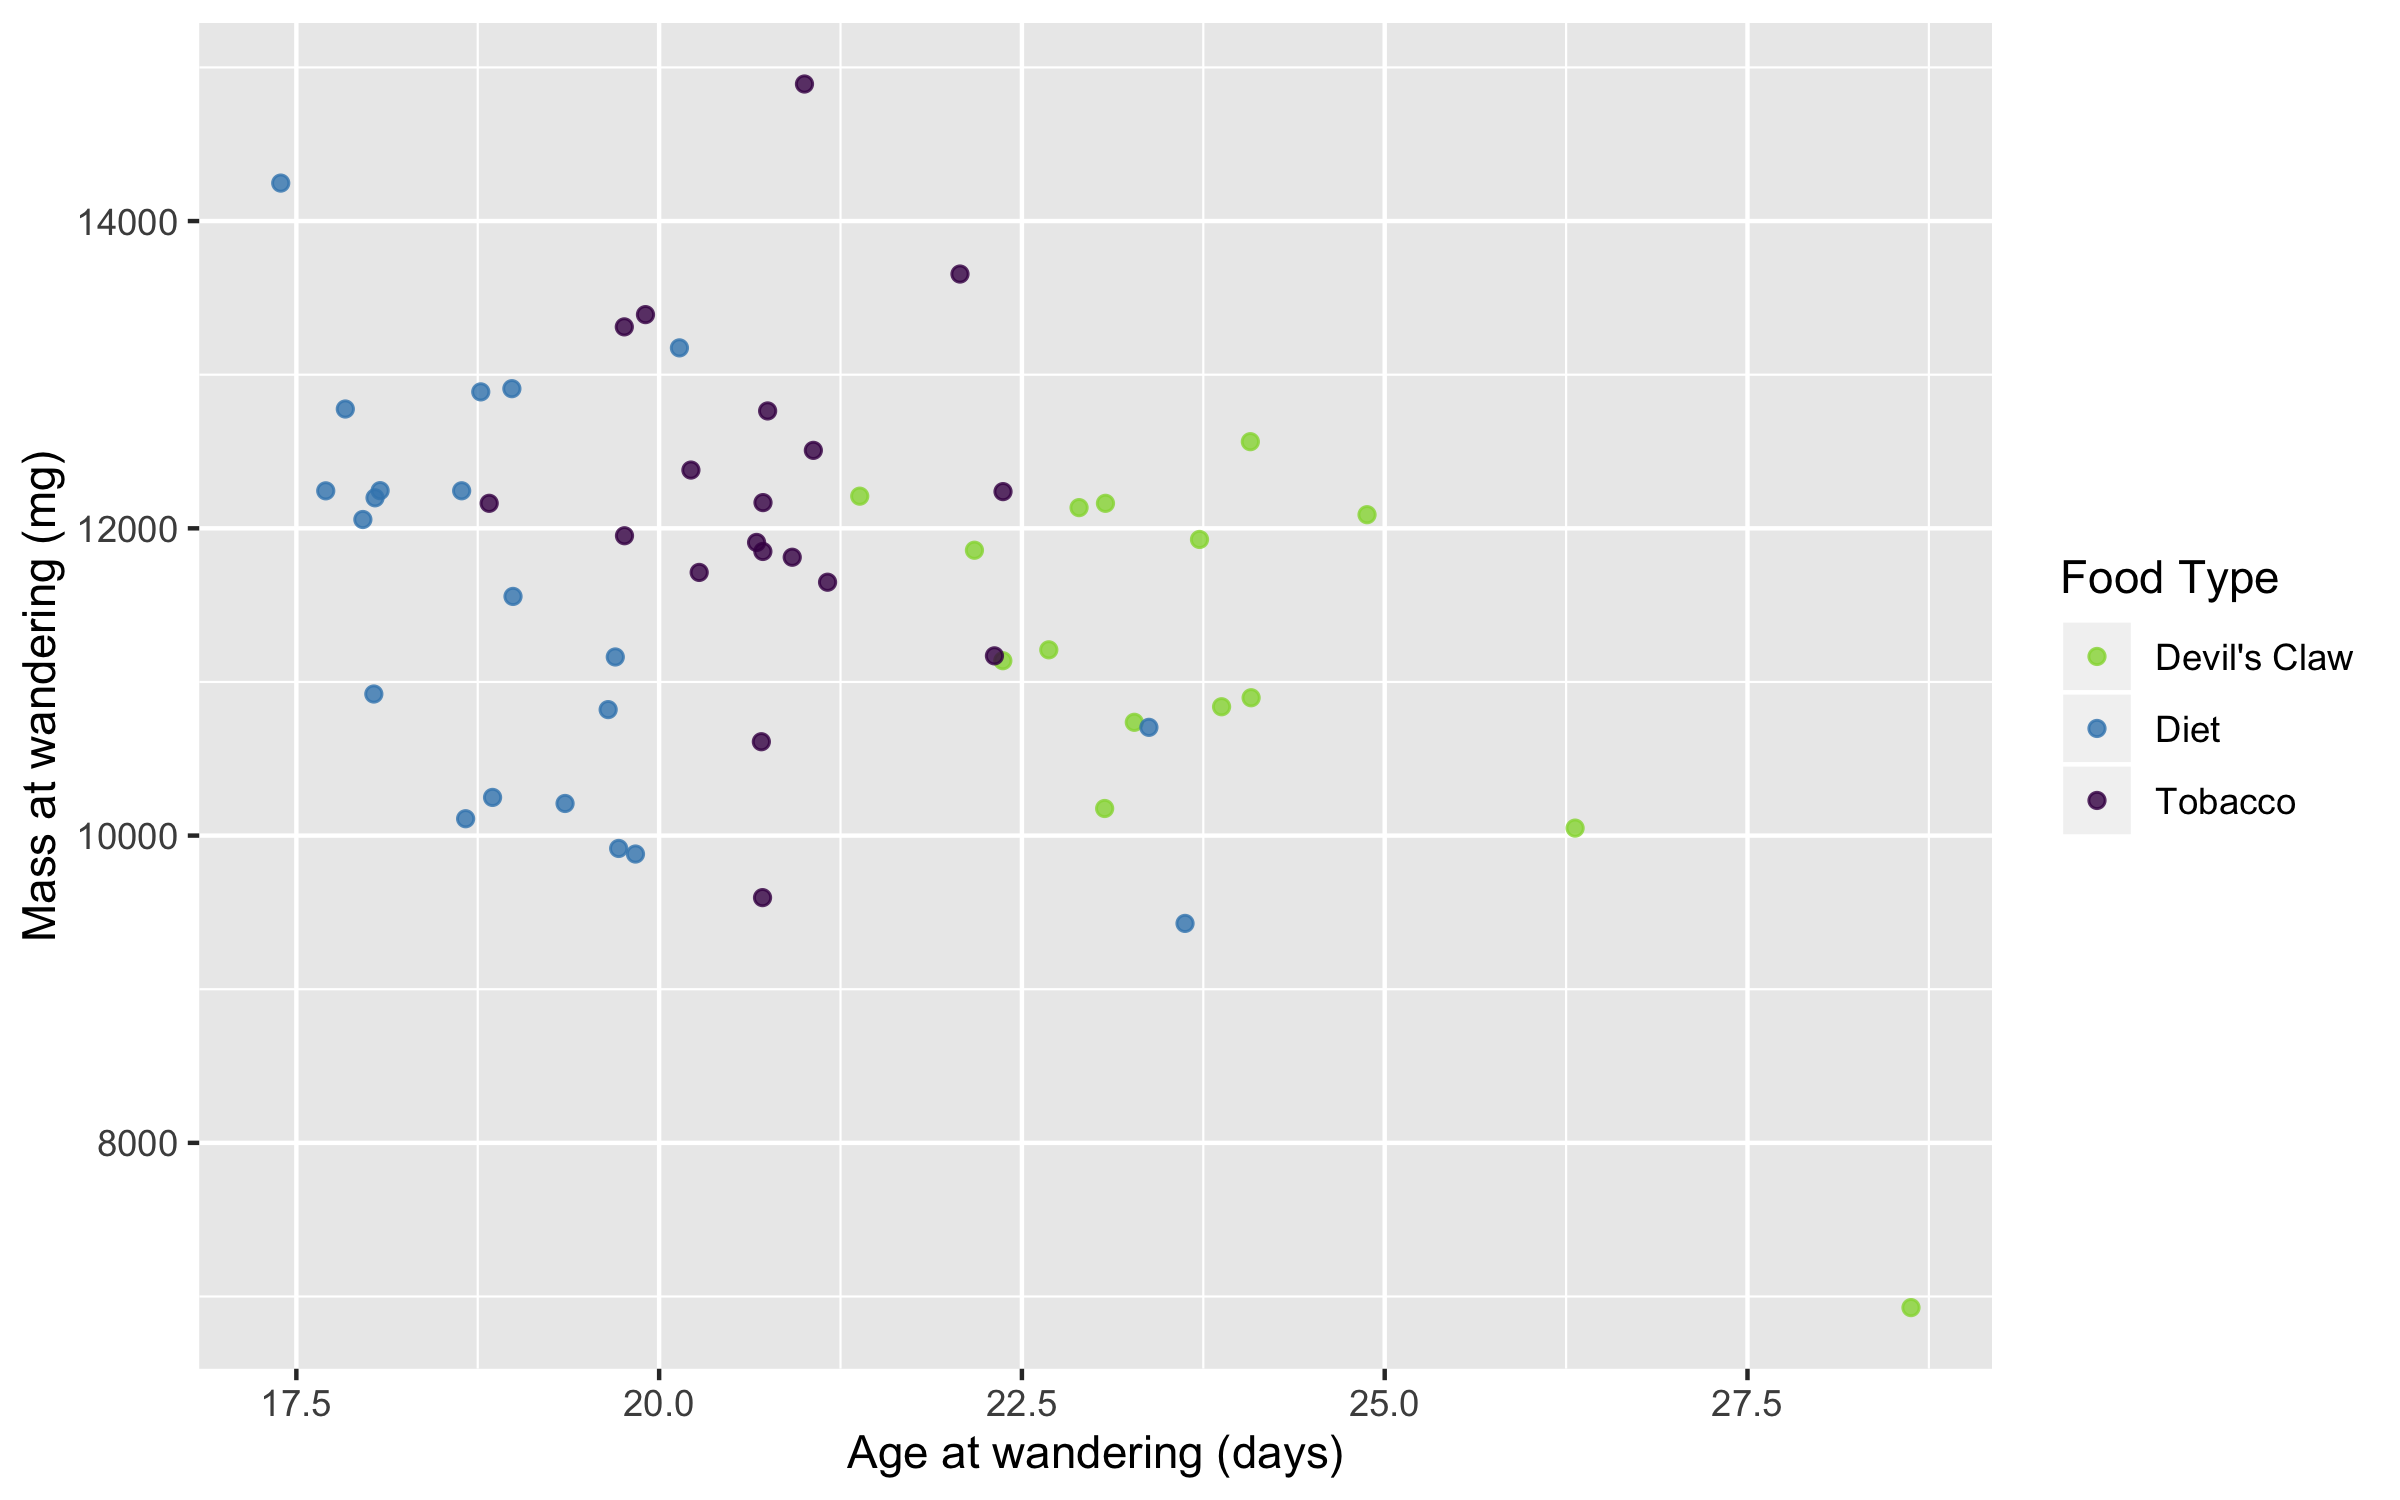 Mass at wandering (mg)
14000
12000
10000
8000
17.5 20.0 22.5 25.0 27.5
Age at wandering (days)
Food Type
Devil's Claw
Diet
Tobacco